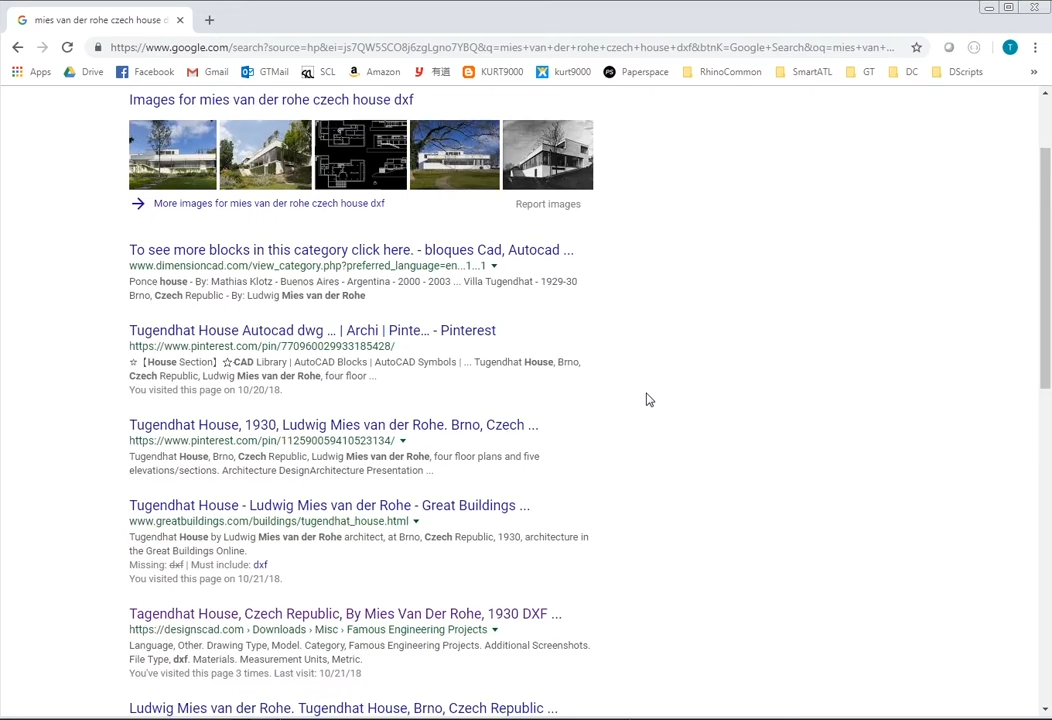 mies van der rohe czech house d
https://www.google.com/search?source=hp&ei=js7QW5SCO8j6zgLgno7YBQ&q=mies+van+der+rohe+czech+house+dxf&btnK=Google+Search&oq=mies+van+...
T
Apps Drive Facebook Gmail GTMail SCL Amazon 有道 KURT9000 kurt9000 Paperspace RhinoCommon SmartATL GT DC DScripts »
Images for mies van der rohe czech house dxf
More images for mies van der rohe czech house dxf Report images
To see more blocks in this category click here. - bloques Cad, Autocad ...
www.dimensioncad.com/view_category.php?preferred_language=en...1...1
Ponce house - By: Mathias Klotz - Buenos Aires - Argentina - 2000 - 2003 ... Villa Tugendhat - 1929-30
Brno, Czech Republic - By: Ludwig Mies van der Rohe
Tugendhat House Autocad dwg ... | Archi | Pinte... - Pinterest
https://www.pinterest.com/pin/770960029933185428/
☆【House Section】☆·CAD Library | AutoCAD Blocks | AutoCAD Symbols | ... Tugendhat House, Brno,
Czech Republic, Ludwig Mies van der Rohe, four floor ...
You visited this page on 10/20/18.
Tugendhat House, 1930, Ludwig Mies van der Rohe. Brno, Czech ...
https://www.pinterest.com/pin/112590059410523134/
Tugendhat House, Brno, Czech Republic, Ludwig Mies van der Rohe, four floor plans and five
elevations/sections. Architecture DesignArchitecture Presentation ...
Tugendhat House - Ludwig Mies van der Rohe - Great Buildings ...
www.greatbuildings.com/buildings/tugendhat_house.html
Tugendhat House by Ludwig Mies van der Rohe architect, at Brno, Czech Republic, 1930, architecture in
the Great Buildings Online.
Missing: dxf | Must include: dxf
You visited this page on 10/21/18.
Tagendhat House, Czech Republic, By Mies Van Der Rohe, 1930 DXF ...
https://designscad.com › Downloads › Misc › Famous Engineering Projects
Language, Other. Drawing Type, Model. Category, Famous Engineering Projects. Additional Screenshots.
File Type, dxf. Materials. Measurement Units, Metric.
You've visited this page 3 times. Last visit: 10/21/18
Ludwig Mies van der Rohe. Tugendhat House, Brno, Czech Republic ...